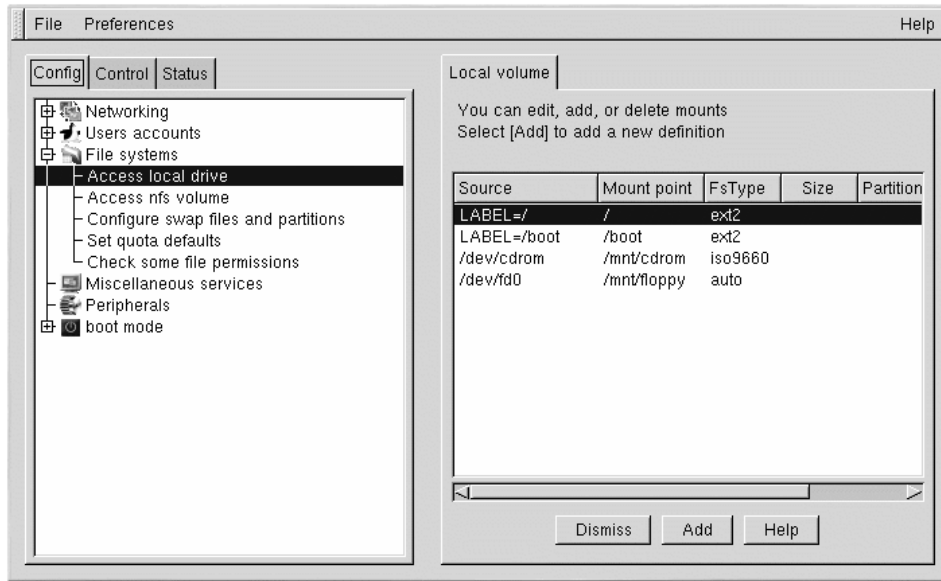 File Preferences Help
Config Control Status
Networking
Users accounts
File systems
Access local drive
Access nfs volume
Configure swap files and partitions
Set quota defaults
Check some file permissions
Miscellaneous services
Peripherals
boot mode
Local volume
You can edit, add, or delete mounts
Select [Add] to add a new definition
Source Mount point FsType Size Partition
LABEL=/ / ext2
LABEL=/boot /boot ext2
/dev/cdrom /mnt/cdrom iso9660
/dev/fd0 /mnt/floppy auto
Dismiss Add Help